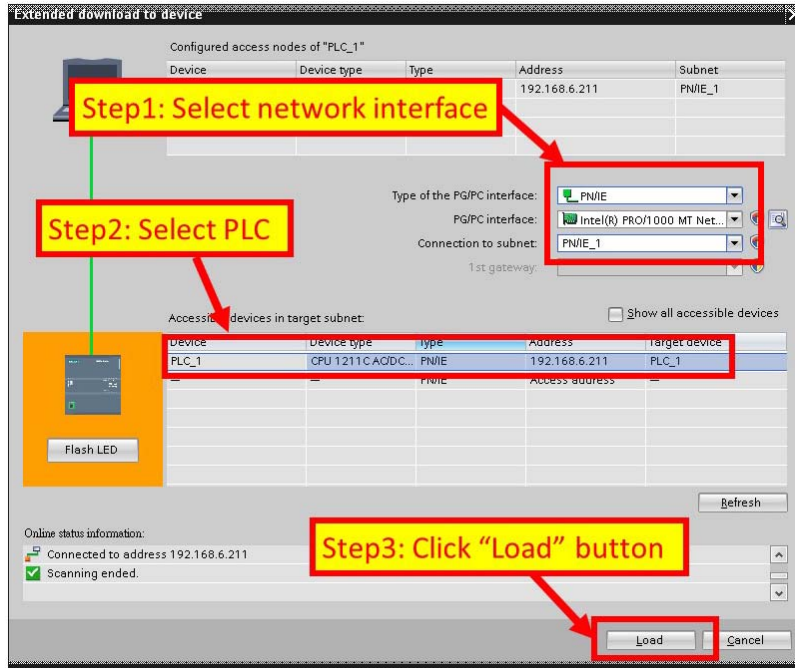 Extended download to device
Configured access nodes of "PLC_1"
Device Device type Type Address Subnet
192.168.6.211 PN/IE_1
Step1: Select network interface
Type of the PG/PC interface: PN/IE
PG/PC interface: Intel(R) PRO/1000 MT Net...
Connection to subnet: PN/IE_1
1st gateway:
Step2: Select PLC
Accessible devices in target subnet: Show all accessible devices
Device Device type Type Address Target device
PLC_1 CPU 1211C AC/DC... PN/IE 192.168.6.211 PLC_1
— — PN/IE Access address —
Flash LED
Refresh
Online status information:
Connected to address 192.168.6.211
Scanning ended.
Step3: Click “Load” button
Load Cancel